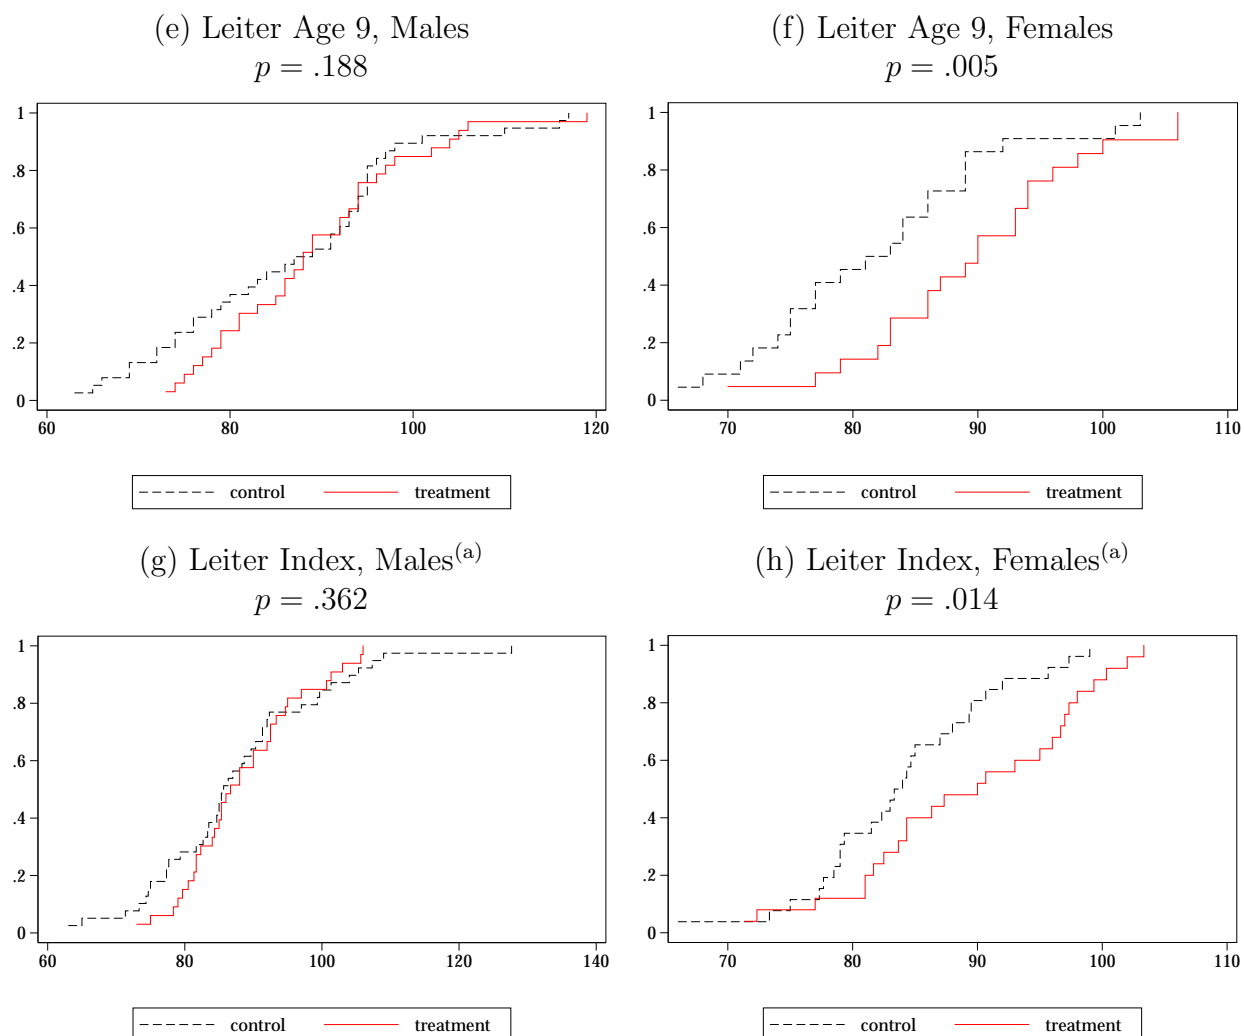 (e) Leiter Age 9, Males
p = .188
1
.8
.6
.4
.2
0
60 80 100 120
control treatment
(f) Leiter Age 9, Females
p = .005
1
.8
.6
.4
.2
0
70 80 90 100 110
control treatment
(g) Leiter Index, Males(a)
p = .362
1
.8
.6
.4
.2
0
60 80 100 120 140
control treatment
(h) Leiter Index, Females(a)
p = .014
1
.8
.6
.4
.2
0
70 80 90 100 110
control treatment